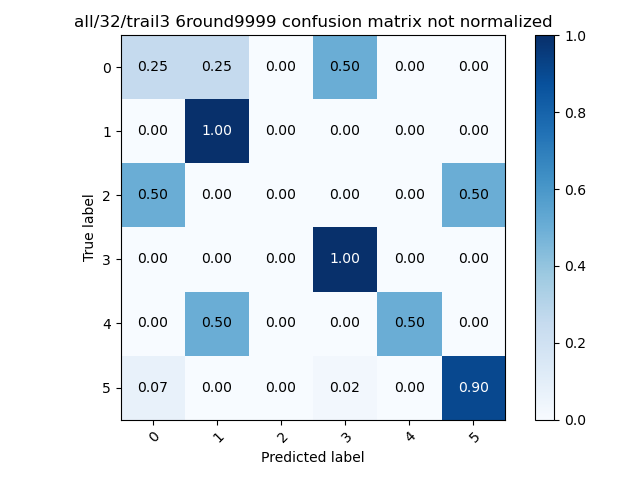 all/32/trail3 6round9999 confusion matrix not normalized
0 0.25 0.25 0.00 0.50 0.00 0.00
1 0.00 1.00 0.00 0.00 0.00 0.00
2 0.50 0.00 0.00 0.00 0.00 0.50
3 0.00 0.00 0.00 1.00 0.00 0.00
4 0.00 0.50 0.00 0.00 0.50 0.00
5 0.07 0.00 0.00 0.02 0.00 0.90
0 1 2 3 4 5
True label
Predicted label
1.0
0.8
0.6
0.4
0.2
0.0